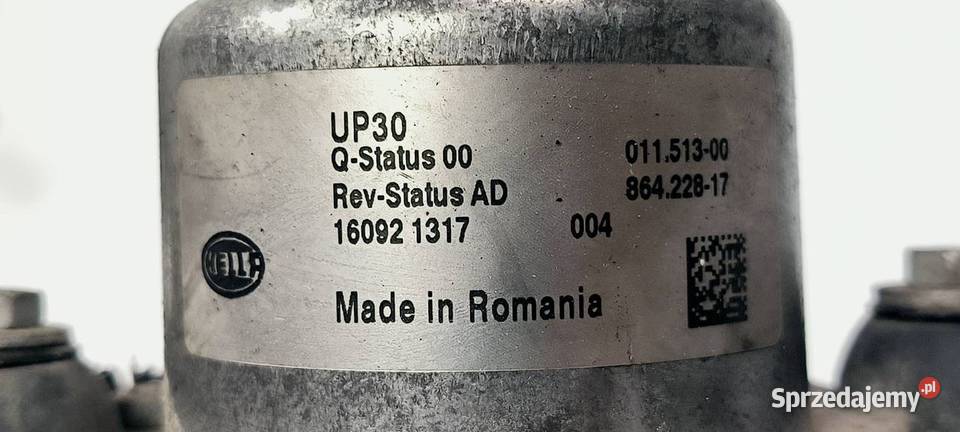 UP30
Q-Status 00 011.513-00
Rev-Status AD 864.228-17
16092 1317 004
HELLA
Made in Romania
Sprzedajemy.pl